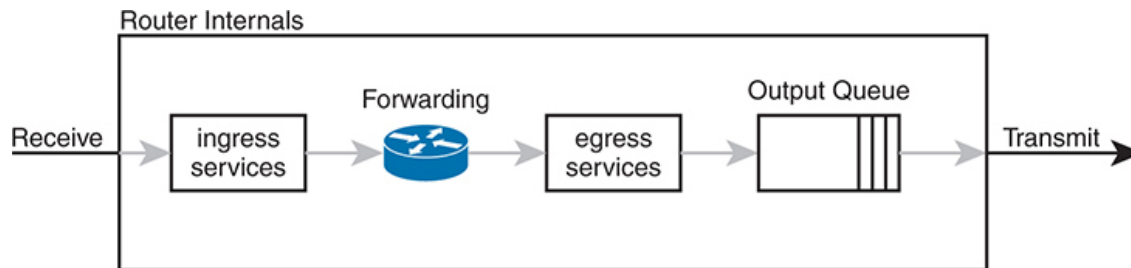 Router Internals
Receive
ingress
services
Forwarding
egress
services
Output Queue
Transmit